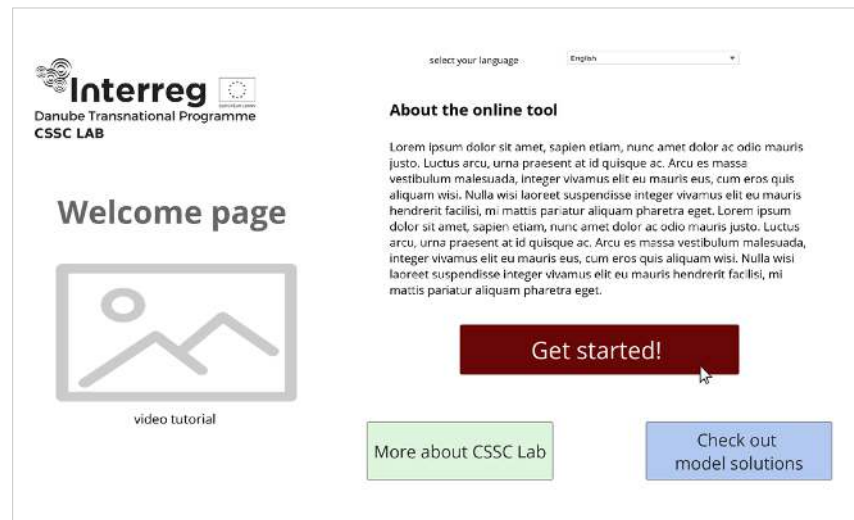 Interreg
Danube Transnational Programme
CSSC LAB
Welcome page
video tutorial
select your language
English
About the online tool
Lorem ipsum dolor sit amet, sapien etiam, nunc amet dolor ac odio mauris
justo. Luctus arcu, urna praesent at id quisque ac. Arcu es massa
vestibulum malesuada, integer vivamus elit eu mauris eus, cum eros quis
aliquam wisi. Nulla wisi laoreet suspendisse integer vivamus elit eu mauris
hendrerit facilisi, mi mattis pariatur aliquam pharetra eget. Lorem ipsum
dolor sit amet, sapien etiam, nunc amet dolor ac odio mauris justo. Luctus
arcu, urna praesent at id quisque ac. Arcu es massa vestibulum malesuada,
integer vivamus elit eu mauris eus, cum eros quis aliquam wisi. Nulla wisi
laoreet suspendisse integer vivamus elit eu mauris hendrerit facilisi, mi
mattis pariatur aliquam pharetra eget.
Get started!
More about CSSC Lab
Check out
model solutions